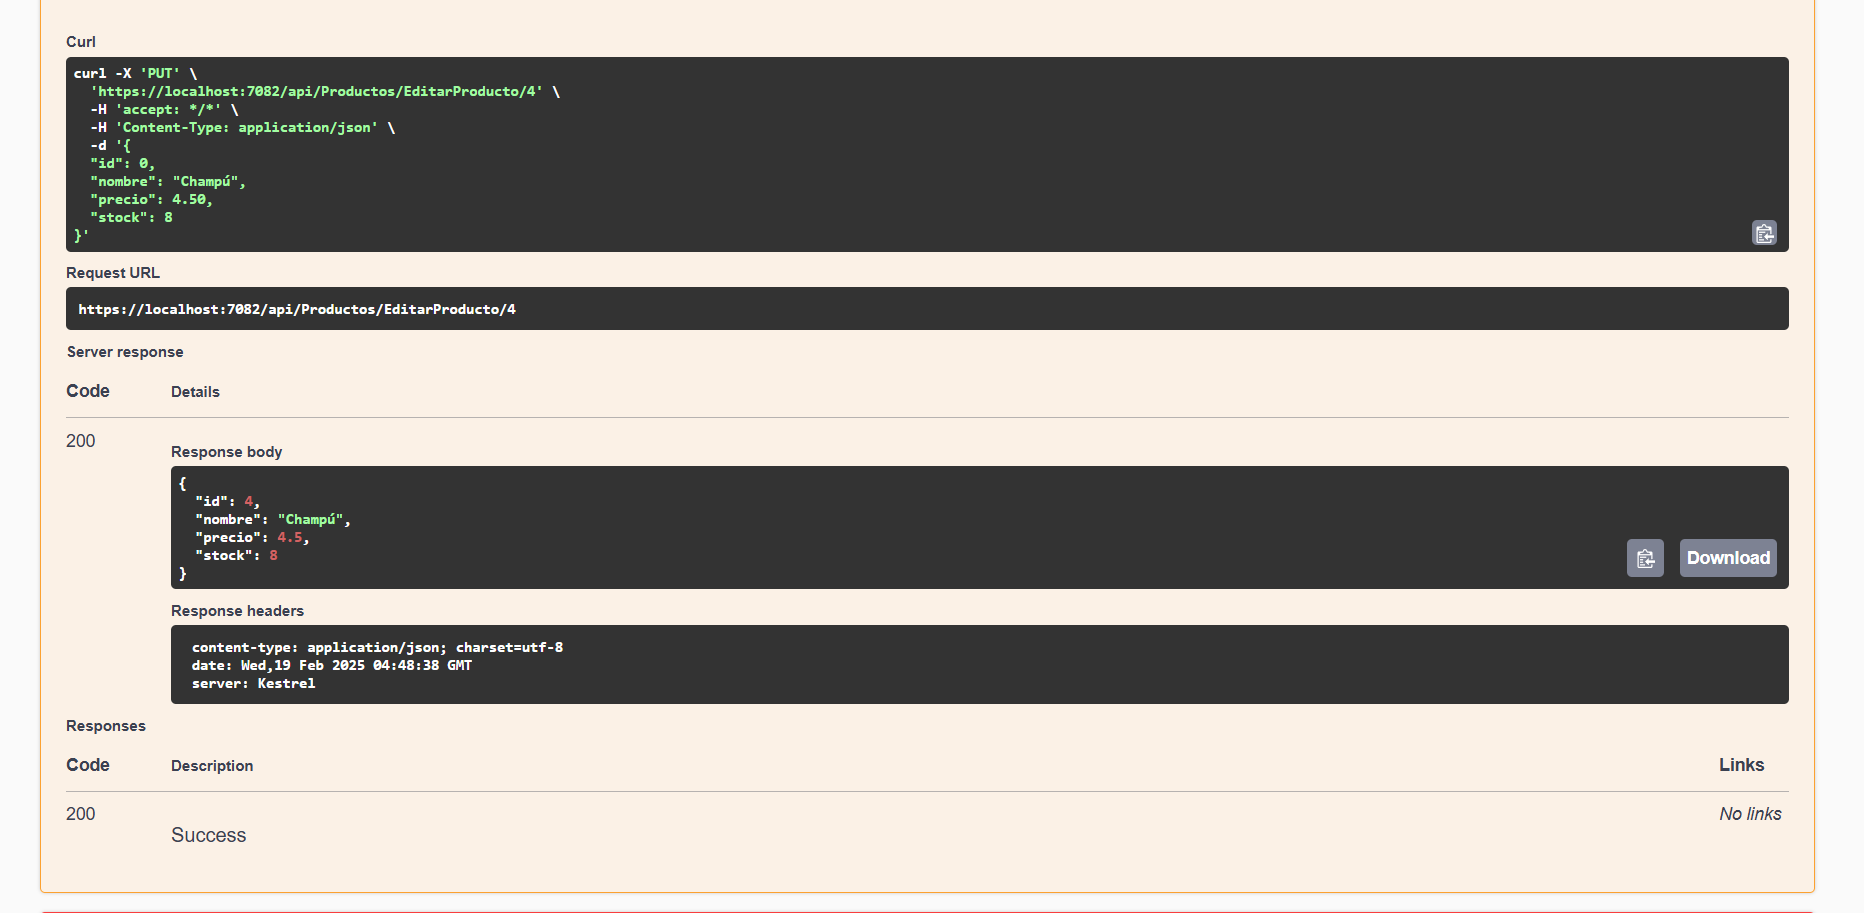 Curl
curl -X 'PUT' \
'https://localhost:7082/api/Productos/EditarProducto/4' \
-H 'accept: */*' \
-H 'Content-Type: application/json' \
-d '{
"id": 0,
"nombre": "Champú",
"precio": 4.50,
"stock": 8
}'
Request URL
https://localhost:7082/api/Productos/EditarProducto/4
Server response
Code Details
200
Response body
{
"id": 4,
"nombre": "Champú",
"precio": 4.5,
"stock": 8
}
Download
Response headers
content-type: application/json; charset=utf-8
date: Wed,19 Feb 2025 04:48:38 GMT
server: Kestrel
Responses
Code Description Links
200 No links
Success